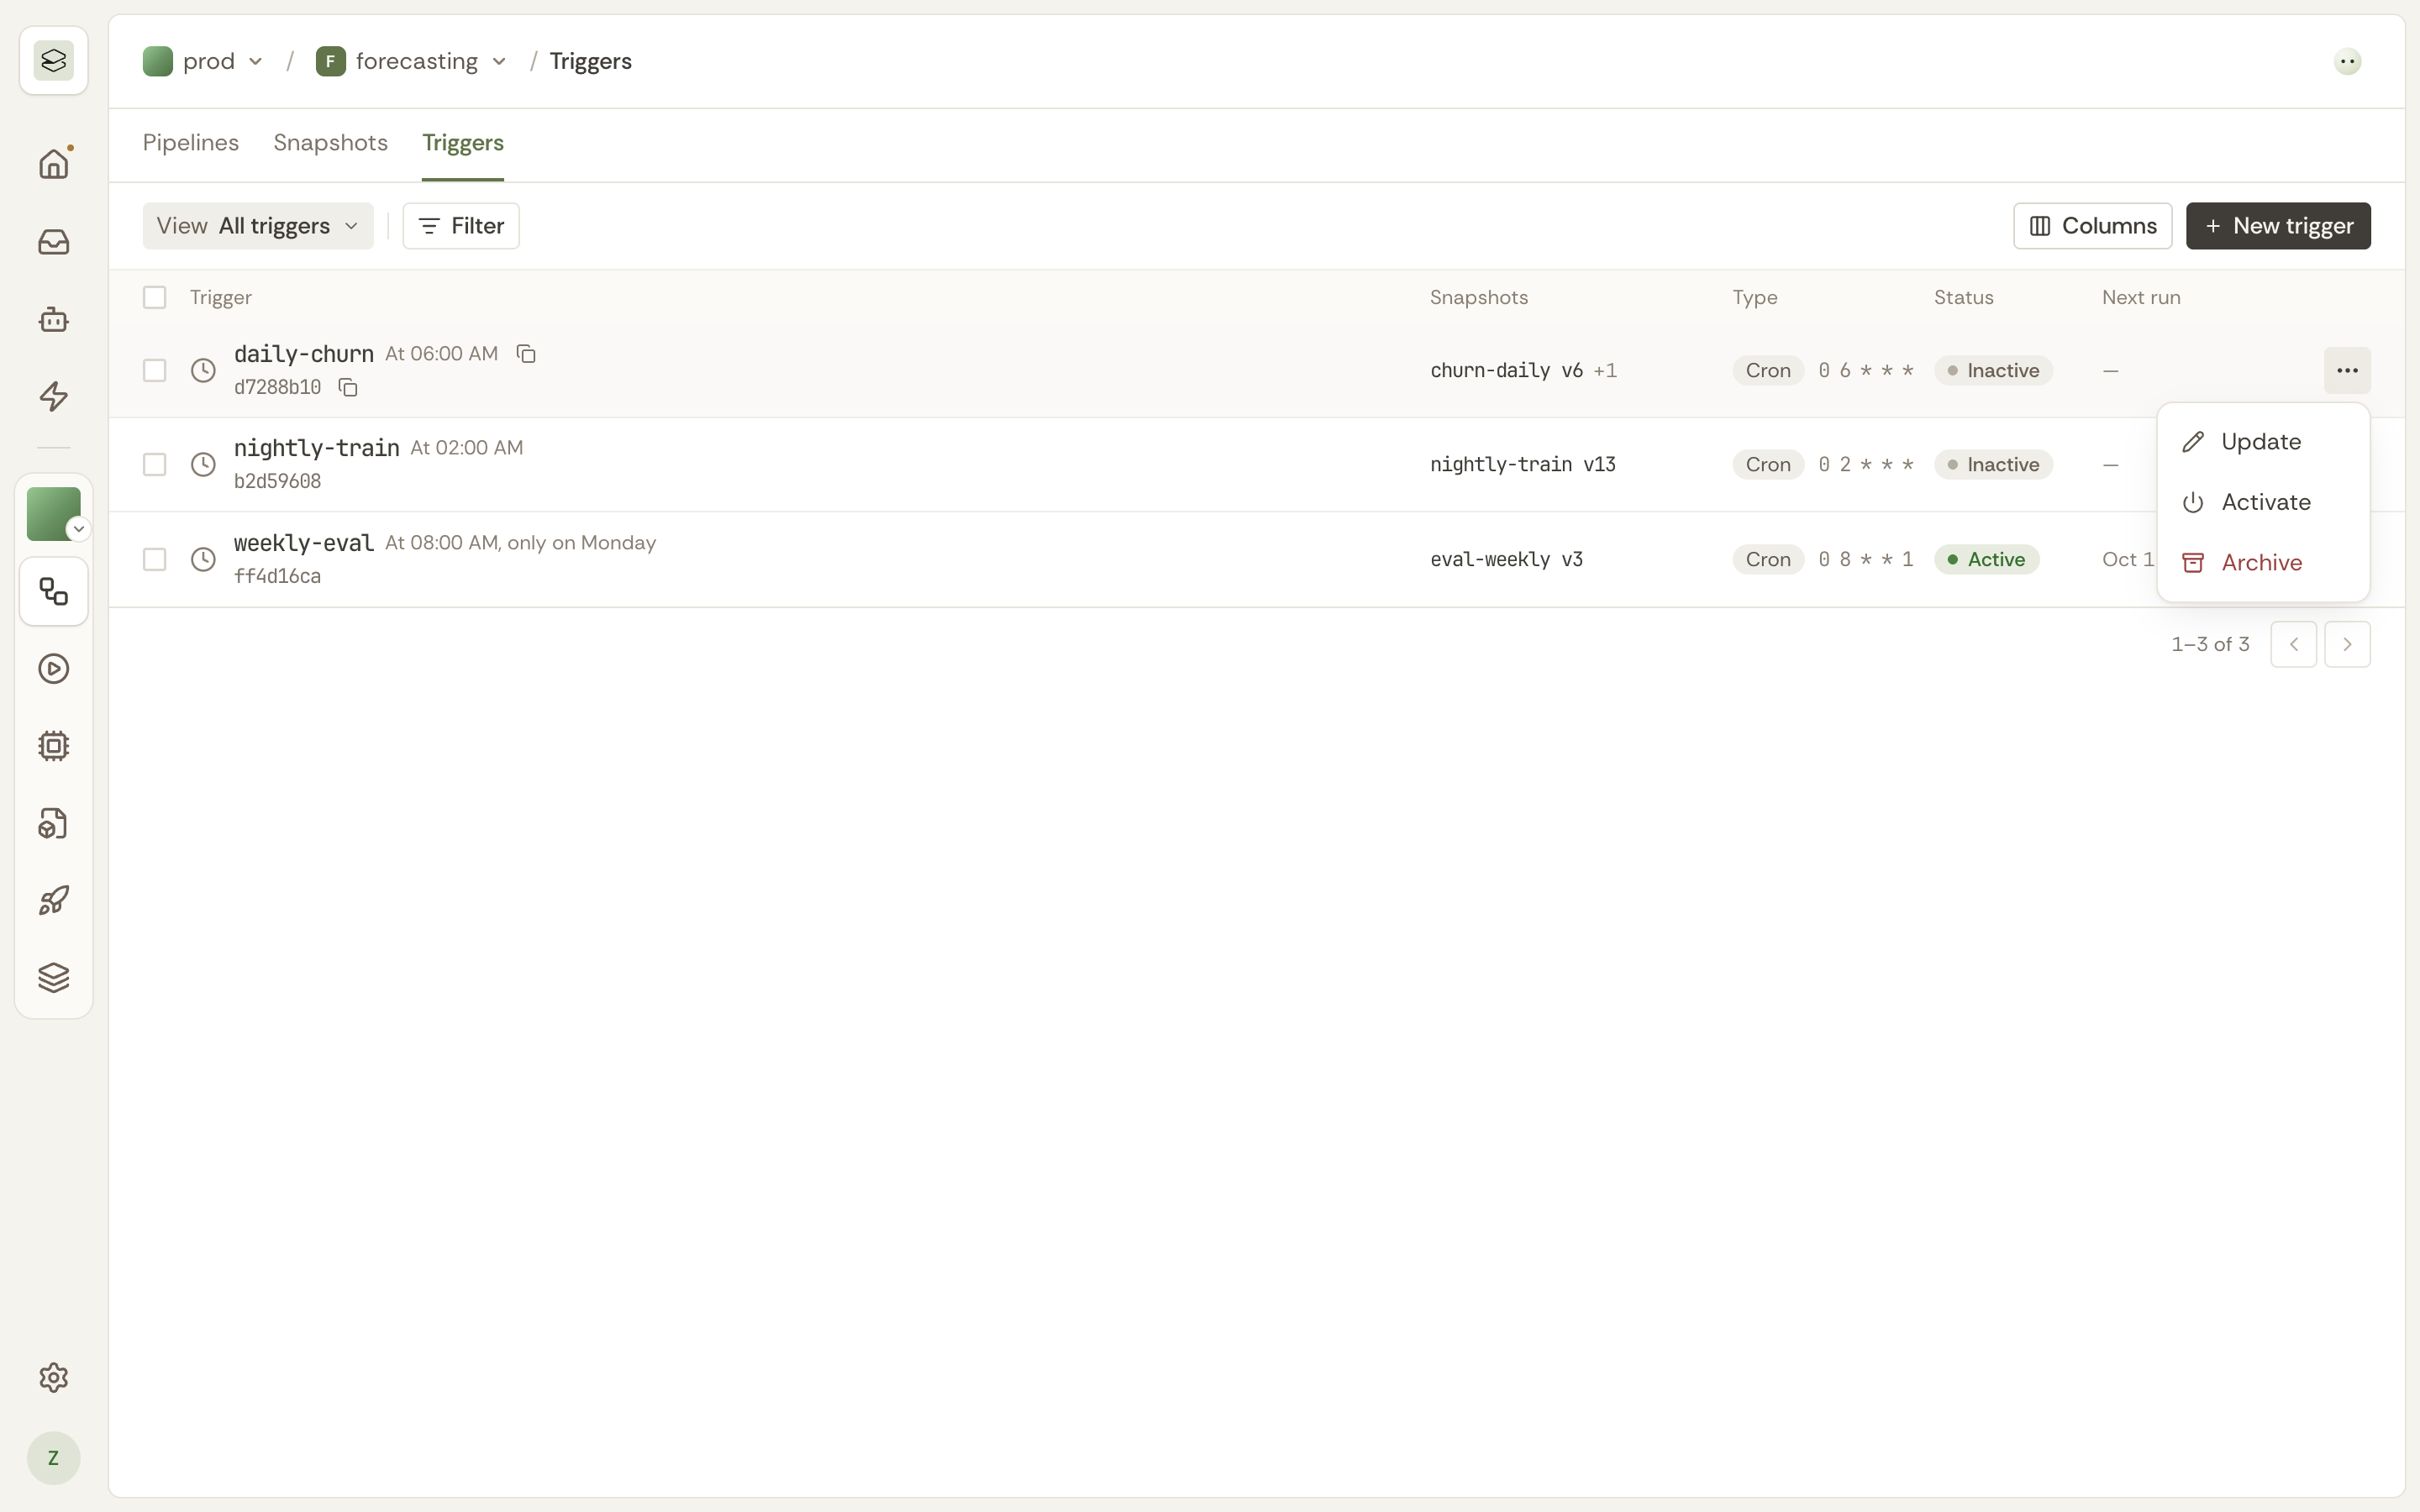 prod / F forecasting / Triggers
Pipelines Snapshots Triggers
View All triggers Filter Columns + New trigger
Trigger Snapshots Type Status Next run
daily-churn At 06:00 AM
d7288b10
churn-daily v6 +1 Cron 0 6 * * * Inactive —
nightly-train At 02:00 AM
b2d59608
nightly-train v13 Cron 0 2 * * * Inactive —
weekly-eval At 08:00 AM, only on Monday
ff4d16ca
eval-weekly v3 Cron 0 8 * * 1 Active Oct 1
Update
Activate
Archive
1–3 of 3
Z